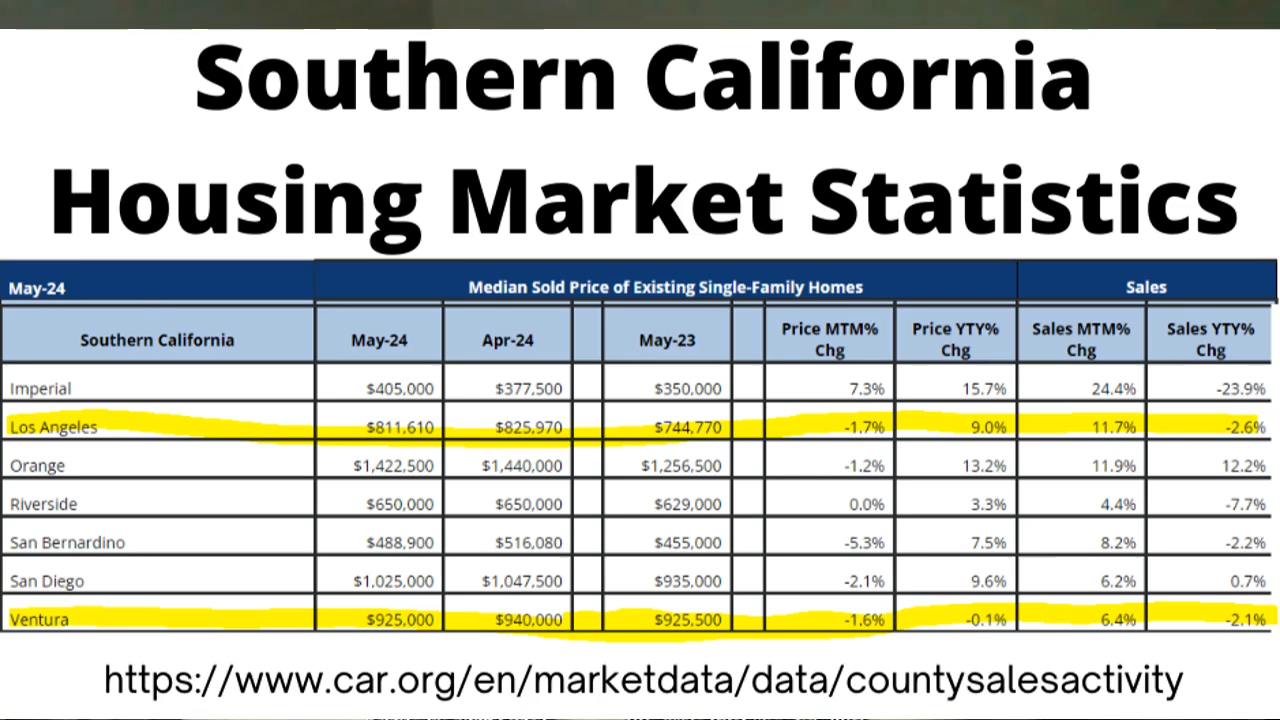 Southern California
Housing Market Statistics
May-24 Median Sold Price of Existing Single-Family Homes Sales
Southern California May-24 Apr-24 May-23 Price MTM% Chg Price YTY% Chg Sales MTM% Chg Sales YTY% Chg
Imperial $405,000 $377,500 $350,000 7.3% 15.7% 24.4% -23.9%
Los Angeles $811,610 $825,970 $744,770 -1.7% 9.0% 11.7% -2.6%
Orange $1,422,500 $1,440,000 $1,256,500 -1.2% 13.2% 11.9% 12.2%
Riverside $650,000 $650,000 $629,000 0.0% 3.3% 4.4% -7.7%
San Bernardino $488,900 $516,080 $455,000 -5.3% 7.5% 8.2% -2.2%
San Diego $1,025,000 $1,047,500 $935,000 -2.1% 9.6% 6.2% 0.7%
Ventura $925,000 $940,000 $925,500 -1.6% -0.1% 6.4% -2.1%
https://www.car.org/en/marketdata/data/countysalesactivity